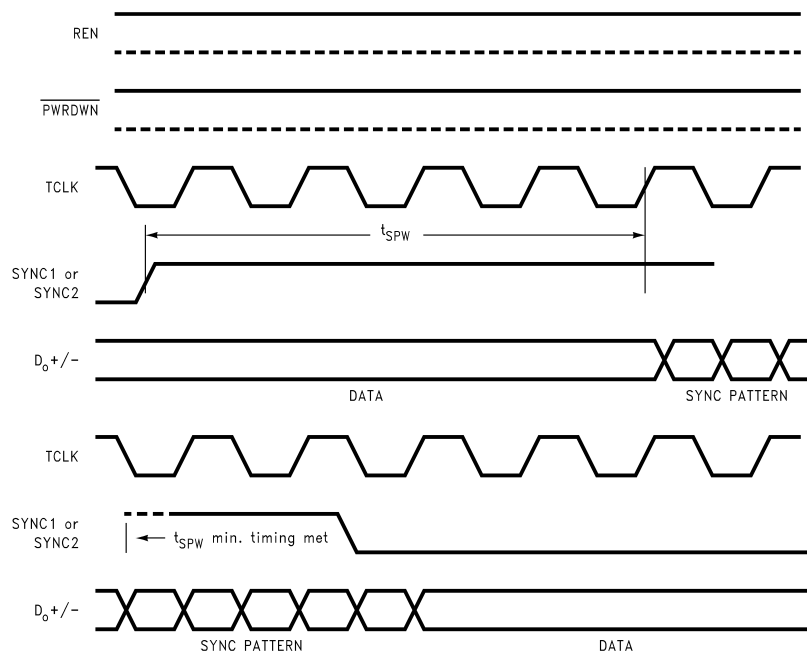 REN
PWRDWN
TCLK
tSPW
SYNC1 or
SYNC2
Do+/-
DATA
SYNC PATTERN
TCLK
SYNC1 or
SYNC2
tSPW min. timing met
Do+/-
SYNC PATTERN
DATA